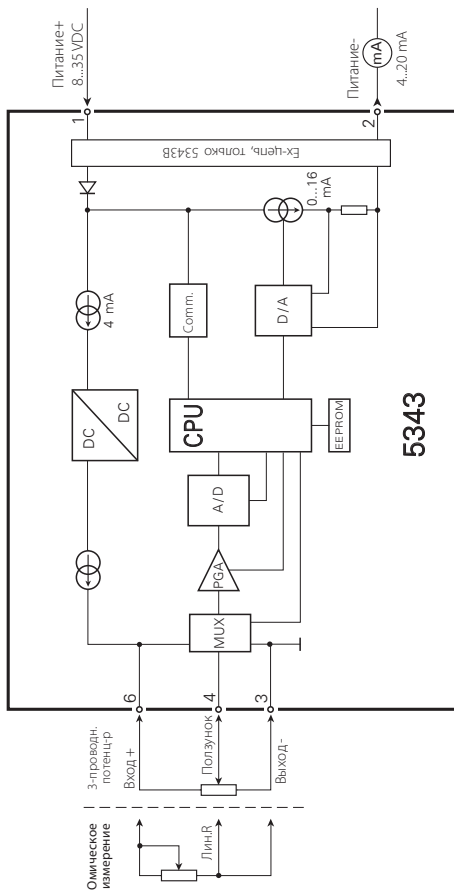 Питание+
8...35 VDC
Питание-
mA
4...20 mA
1
2
Ex-цепь, только 5343B
0...16
mA
4 mA
Comm.
D/A
DC
DC
CPU
EEPROM
A/D
PGA
MUX
5343
6
4
3
3-проводн.
потенц-р
Вход +
Ползунок
Выход -
Омическое
измерение
Лин.R